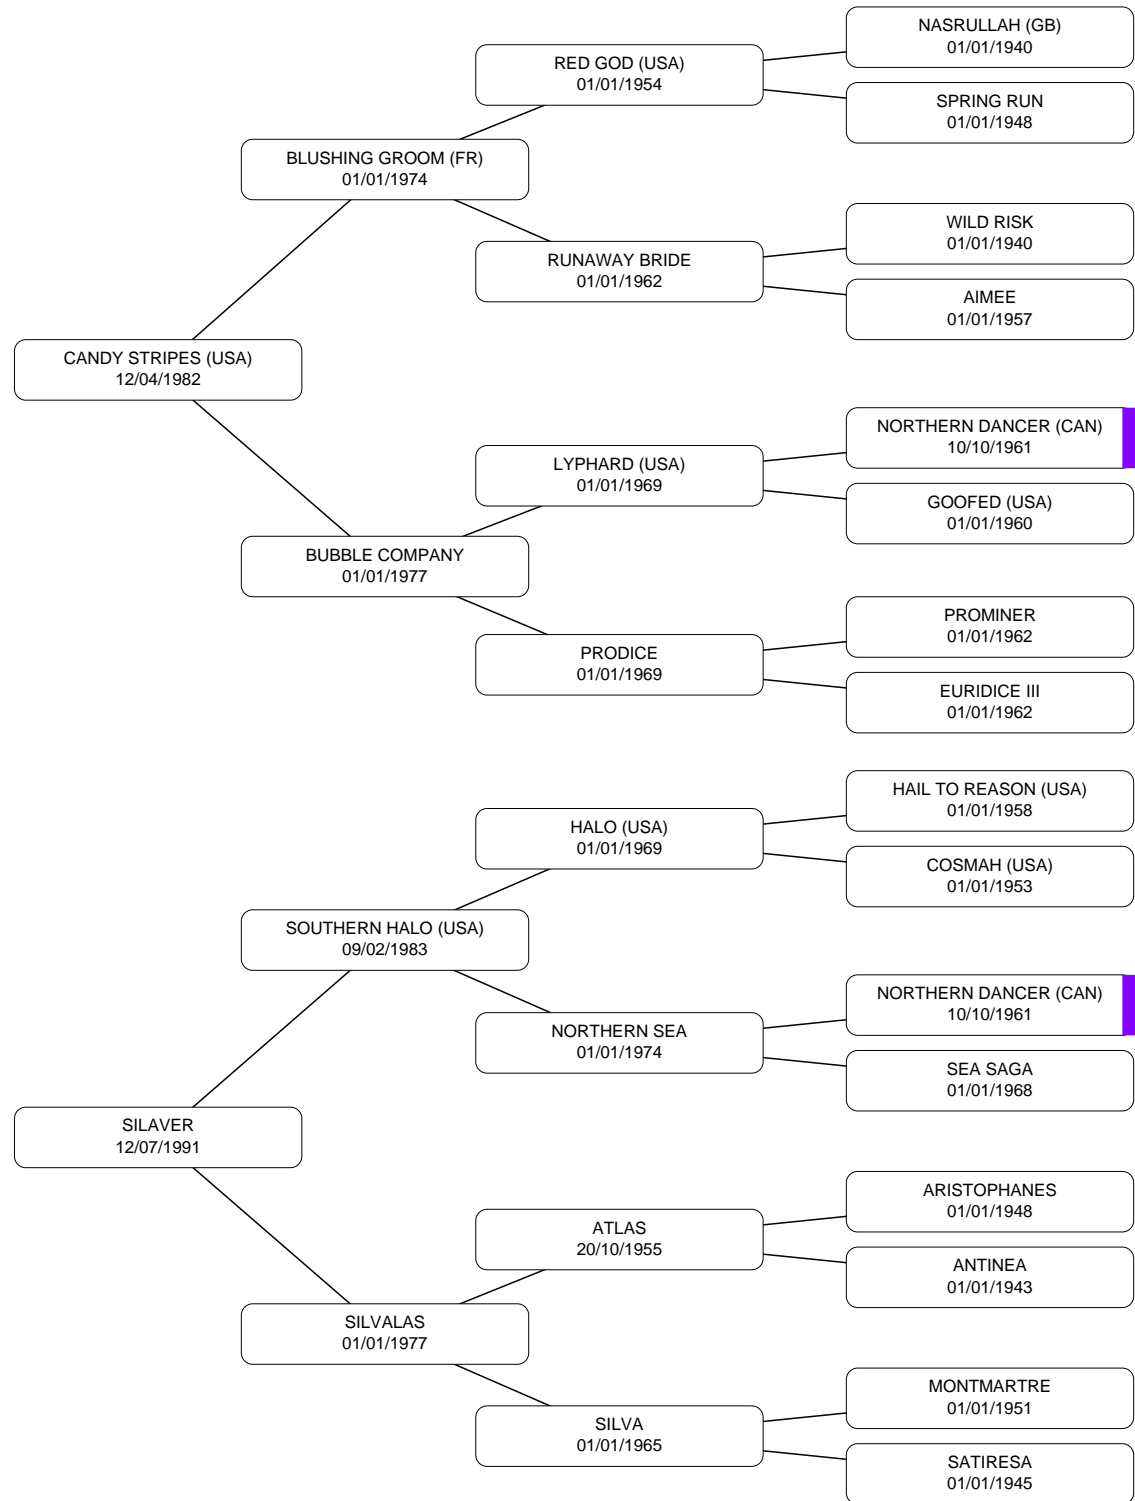 NASRULLAH (GB)
01/01/1940
RED GOD (USA)
01/01/1954
SPRING RUN
01/01/1948
BLUSHING GROOM (FR)
01/01/1974
WILD RISK
01/01/1940
RUNAWAY BRIDE
01/01/1962
AIMEE
01/01/1957
CANDY STRIPES (USA)
12/04/1982
NORTHERN DANCER (CAN)
10/10/1961
LYPHARD (USA)
01/01/1969
GOOFED (USA)
01/01/1960
BUBBLE COMPANY
01/01/1977
PROMINER
01/01/1962
PRODICE
01/01/1969
EURIDICE III
01/01/1962
HAIL TO REASON (USA)
01/01/1958
HALO (USA)
01/01/1969
COSMAH (USA)
01/01/1953
SOUTHERN HALO (USA)
09/02/1983
NORTHERN DANCER (CAN)
10/10/1961
NORTHERN SEA
01/01/1974
SEA SAGA
01/01/1968
SILAVER
12/07/1991
ARISTOPHANES
01/01/1948
ATLAS
20/10/1955
ANTINEA
01/01/1943
SILVALAS
01/01/1977
MONTMARTRE
01/01/1951
SILVA
01/01/1965
SATIRESA
01/01/1945